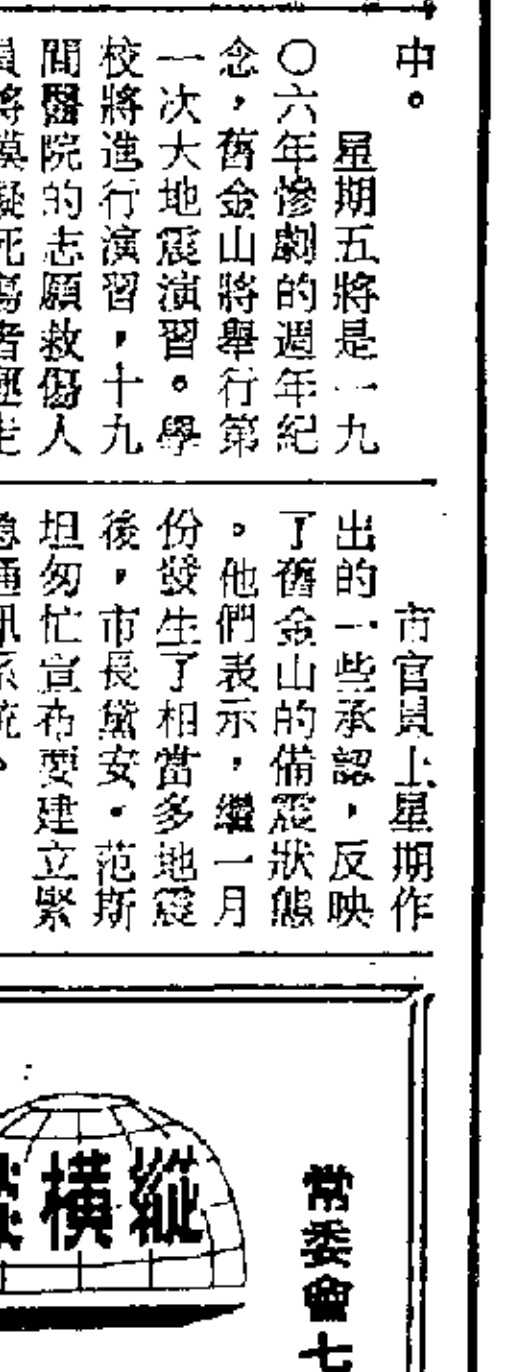 中。
星期五將是一九
〇六年慘劇的週年紀
念，舊金山將舉行第
一次大地震演習。學
校將進行演習，十九
間醫院的志願救傷人
員將模擬死傷者
市官員上星期作
出的一些承認，反映
了舊金山的備震狀態
。他們表示，繼一月
份發生了相當多地震
後，市長黛安·范斯
坦匆忙宣布要建立緊
急通訊系統、
常委會七
縱橫